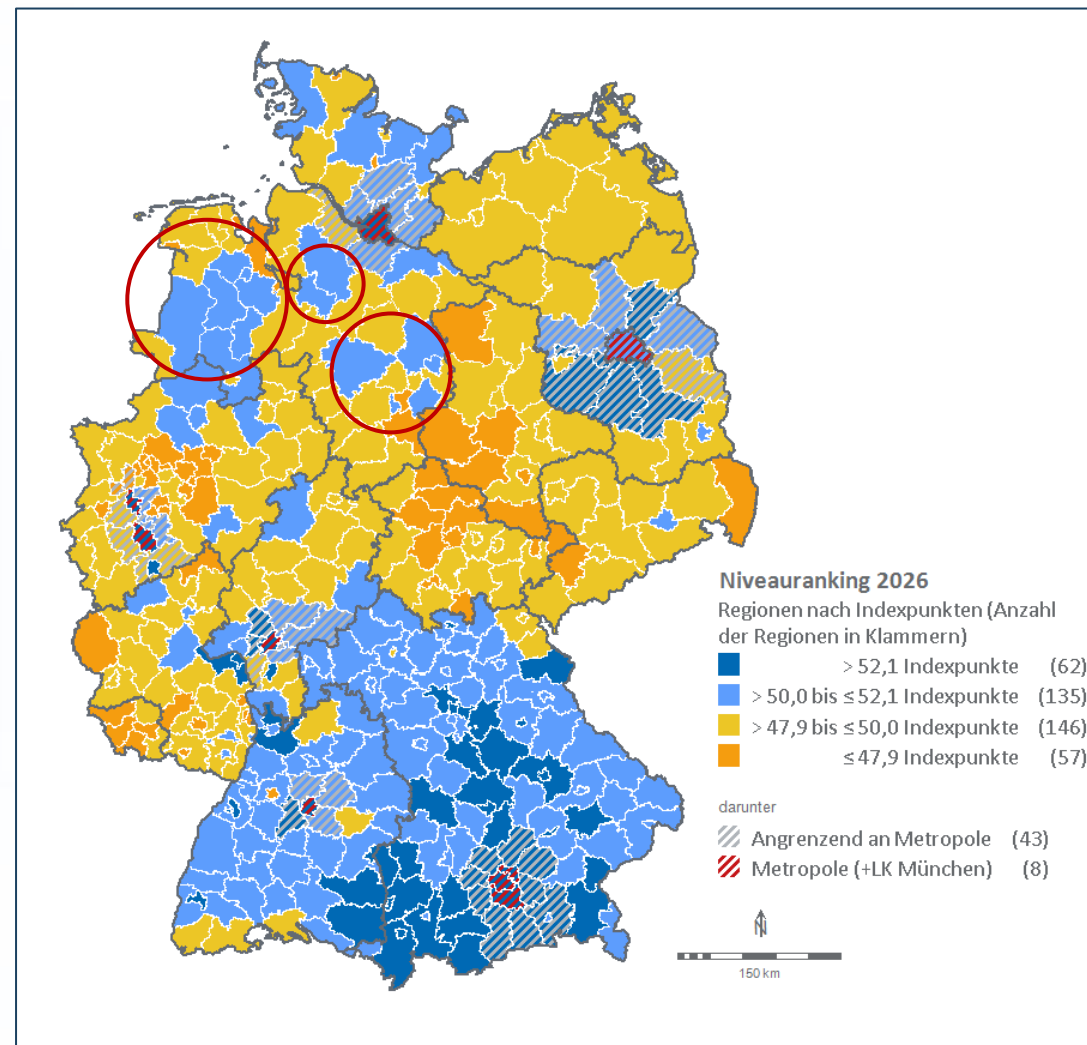 Niveauranking 2026
Regionen nach Indexpunkten (Anzahl
der Regionen in Klammern)
> 52,1 Indexpunkte (62)
> 50,0 bis ≤ 52,1 Indexpunkte (135)
> 47,9 bis ≤ 50,0 Indexpunkte (146)
≤ 47,9 Indexpunkte (57)
darunter
Angrenzend an Metropole (43)
Metropole (+LK München) (8)
N
150 km